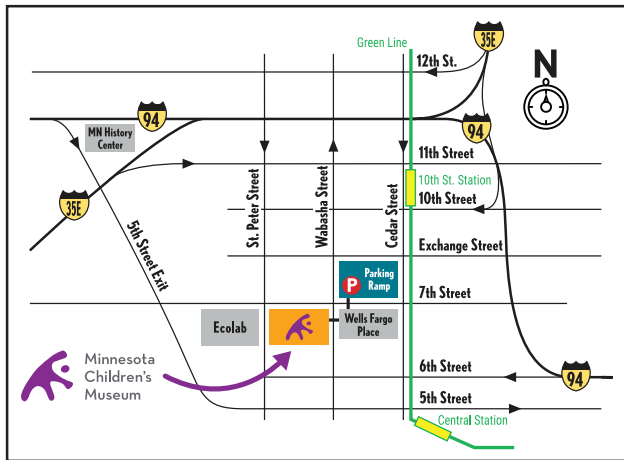 Green Line
35E
N
12th St.
94
MN History
Center
94
11th Street
10th St. Station
10th Street
35E
St. Peter Street
Wabasha Street
Cedar Street
5th Street Exit
Exchange Street
P
Parking
Ramp
7th Street
Ecolab
Wells Fargo
Place
Minnesota
Children's
Museum
6th Street
94
5th Street
Central Station